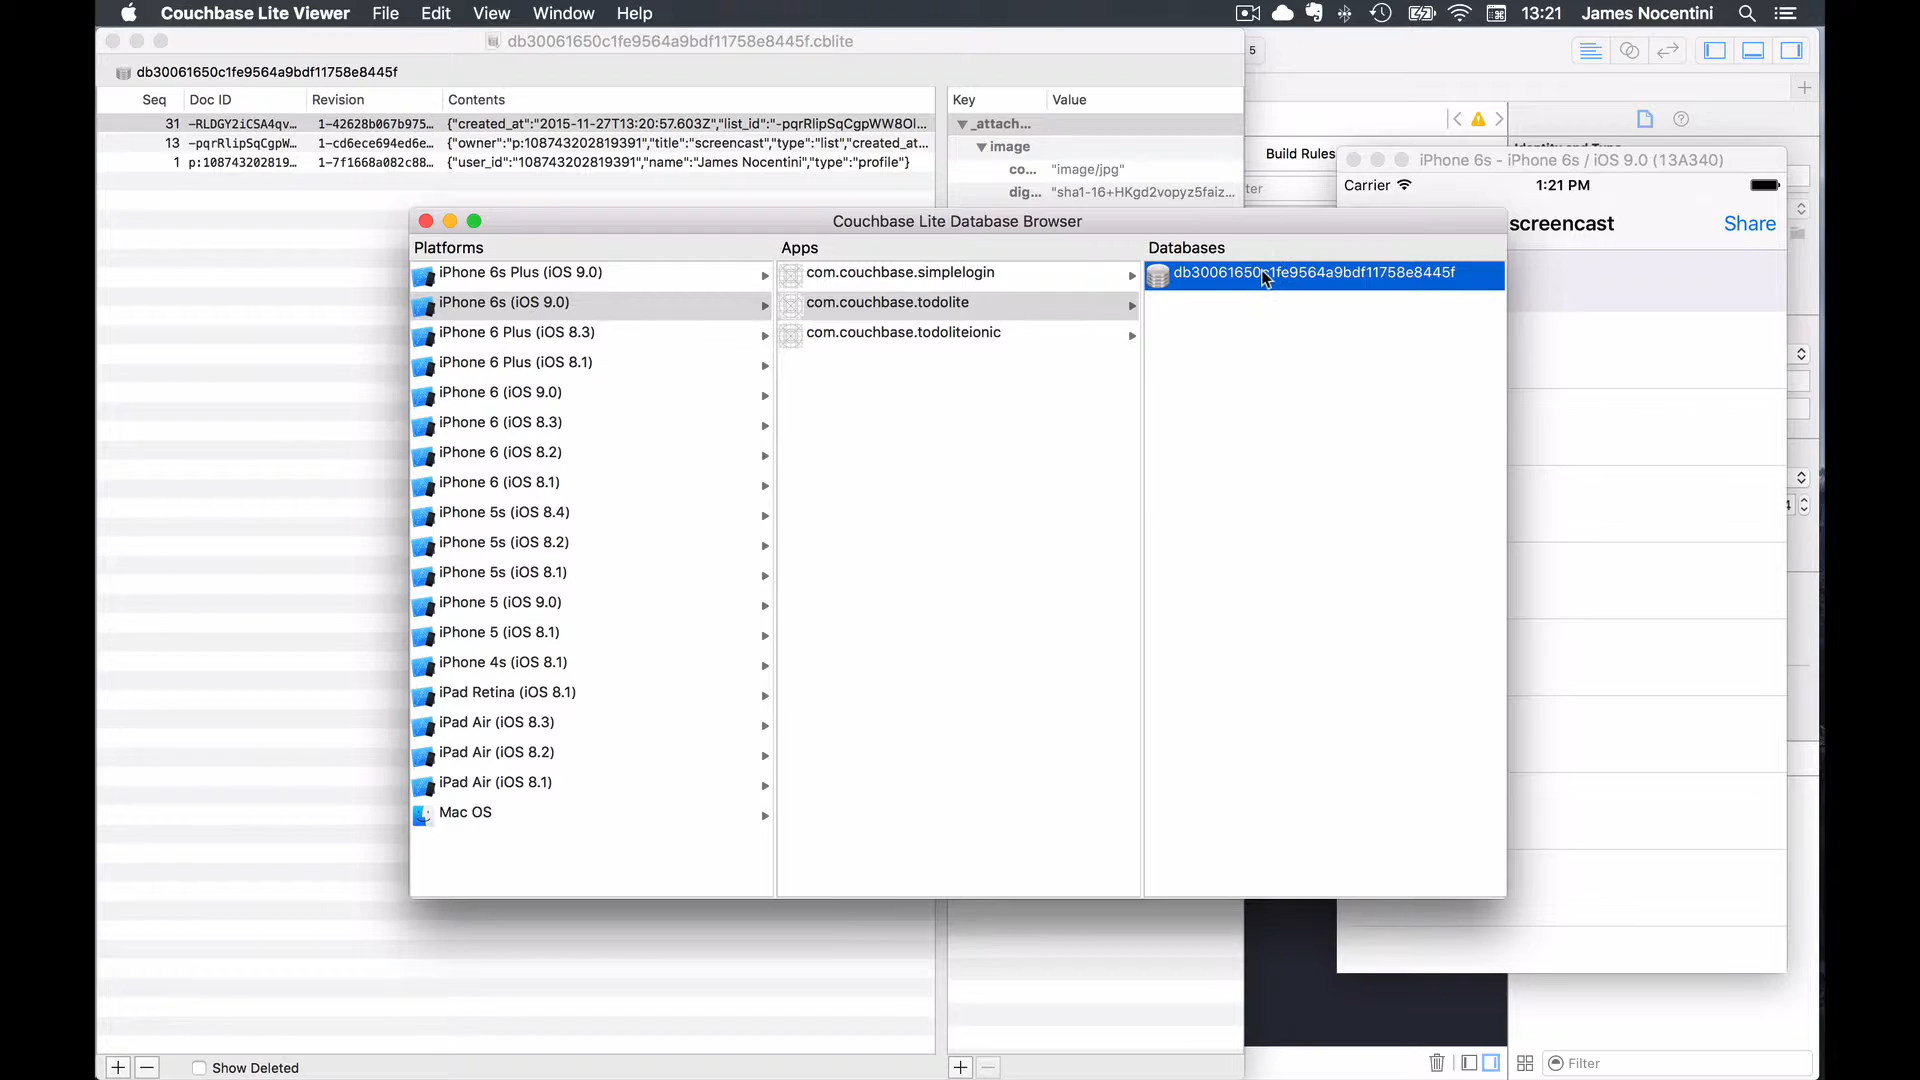 Couchbase Lite Viewer File Edit View Window Help 13:21 James Nocentini
db30061650c1fe9564a9bdf11758e8445f.cblite
5
db30061650c1fe9564a9bdf11758e8445f
Seq Doc ID Revision Contents Key Value
31 -RLDGY2iCSA4qv… 1-42628b067b975… {"created_at":"2015-11-27T13:20:57.603Z","list_id":"-pqrRlipSqCgpWW8Ol… _attach…
13 -pqrRlipSqCgpW… 1-cd6ece694ed6e… {"owner":"p:108743202819391","title":"screencast","type":"list","created_at… image
1 p:108743202819… 1-7f1668a082c88… {"user_id":"108743202819391","name":"James Nocentini","type":"profile"} co… "image/jpg"
dig… "sha1-16+HKgd2vopyz5faiz…
Build Rules
iPhone 6s - iPhone 6s / iOS 9.0 (13A340)
Carrier 1:21 PM
screencast Share
Couchbase Lite Database Browser
Platforms Apps Databases
iPhone 6s Plus (iOS 9.0) com.couchbase.simplelogin db30061650c1fe9564a9bdf11758e8445f
iPhone 6s (iOS 9.0) com.couchbase.todolite
iPhone 6 Plus (iOS 8.3) com.couchbase.todoliteionic
iPhone 6 Plus (iOS 8.1)
iPhone 6 (iOS 9.0)
iPhone 6 (iOS 8.3)
iPhone 6 (iOS 8.2)
iPhone 6 (iOS 8.1)
iPhone 5s (iOS 8.4)
iPhone 5s (iOS 8.2)
iPhone 5s (iOS 8.1)
iPhone 5 (iOS 9.0)
iPhone 5 (iOS 8.1)
iPhone 4s (iOS 8.1)
iPad Retina (iOS 8.1)
iPad Air (iOS 8.3)
iPad Air (iOS 8.2)
iPad Air (iOS 8.1)
Mac OS
Show Deleted
Filter